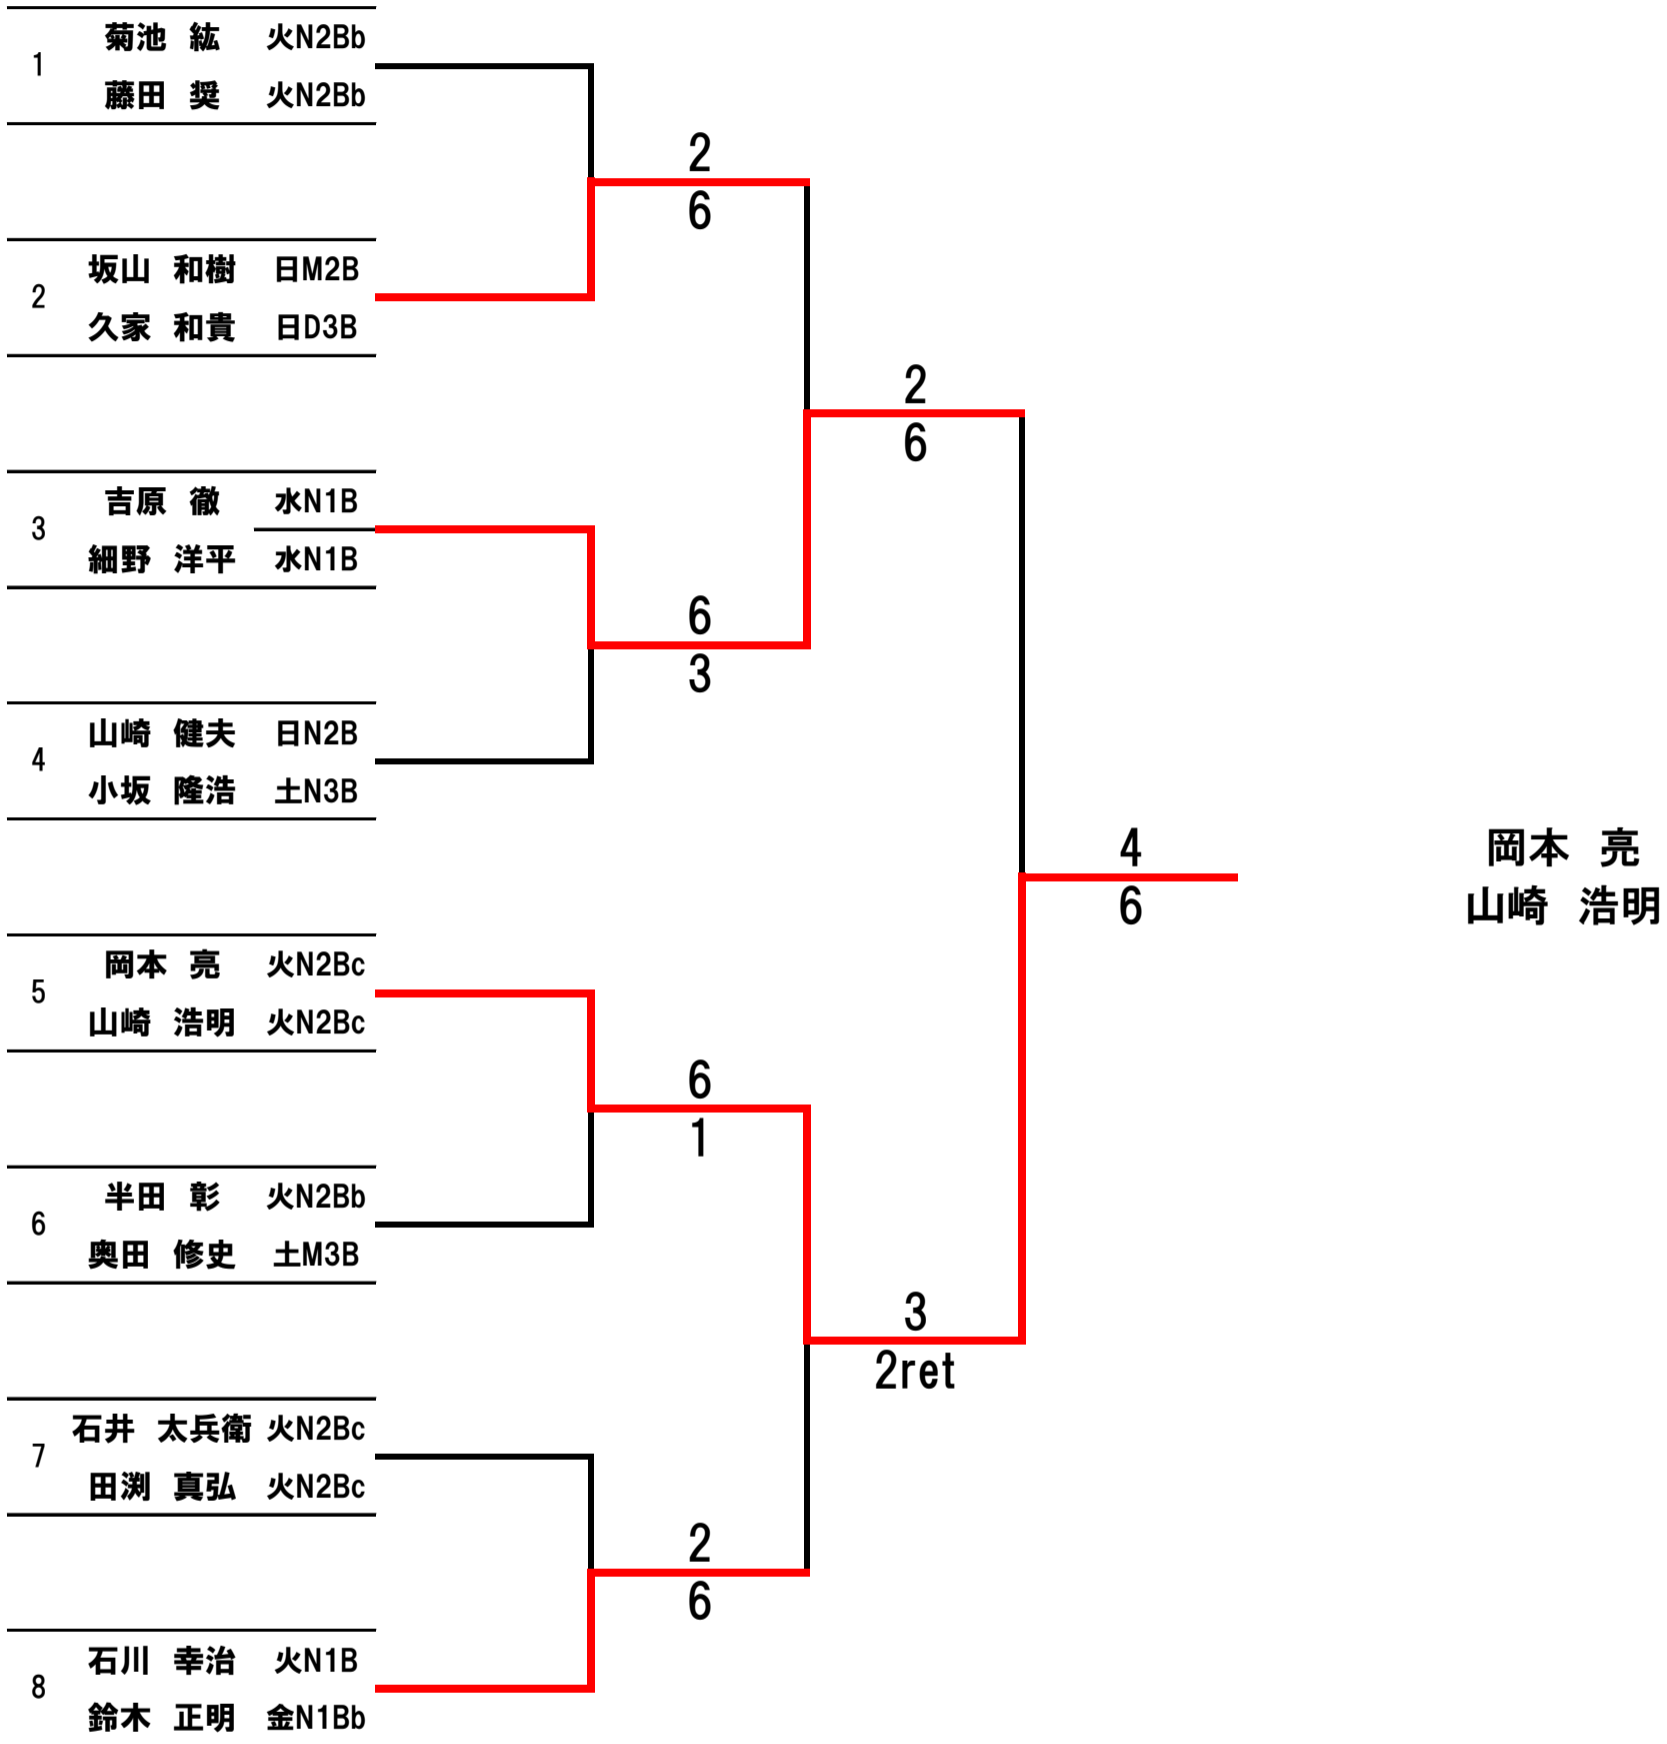 菊池 紘 火N2Bb
1
藤田 奨 火N2Bb
2
6
坂山 和樹 日M2B
2
久家 和貴 日D3B
2
6
吉原 徹 水N1B
3
細野 洋平 水N1B
6
3
山崎 健夫 日N2B
4
小坂 隆浩 土N3B
4
6
岡本 亮
山崎 浩明
岡本 亮 火N2Bc
5
山崎 浩明 火N2Bc
6
1
半田 彰 火N2Bb
6
奥田 修史 土M3B
3
2ret
石井 太兵衛 火N2Bc
7
田渕 真弘 火N2Bc
2
6
石川 幸治 火N1B
8
鈴木 正明 金N1Bb